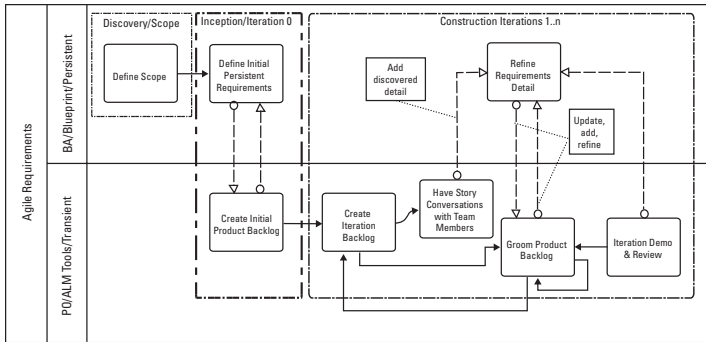 Agile Requirements
BA/Blueprint/Persistent
PO/ALM Tools/Transient
Discovery/Scope
Inception/Iteration 0
Construction Iterations 1..n
Define Scope
Define Initial
Persistent
Requirements
Add
discovered
detail
Refine
Requirements
Detail
Update,
add,
refine
Create Initial
Product Backlog
Create
Iteration
Backlog
Have Story
Conversations
with Team
Members
Groom Product
Backlog
Iteration Demo
& Review